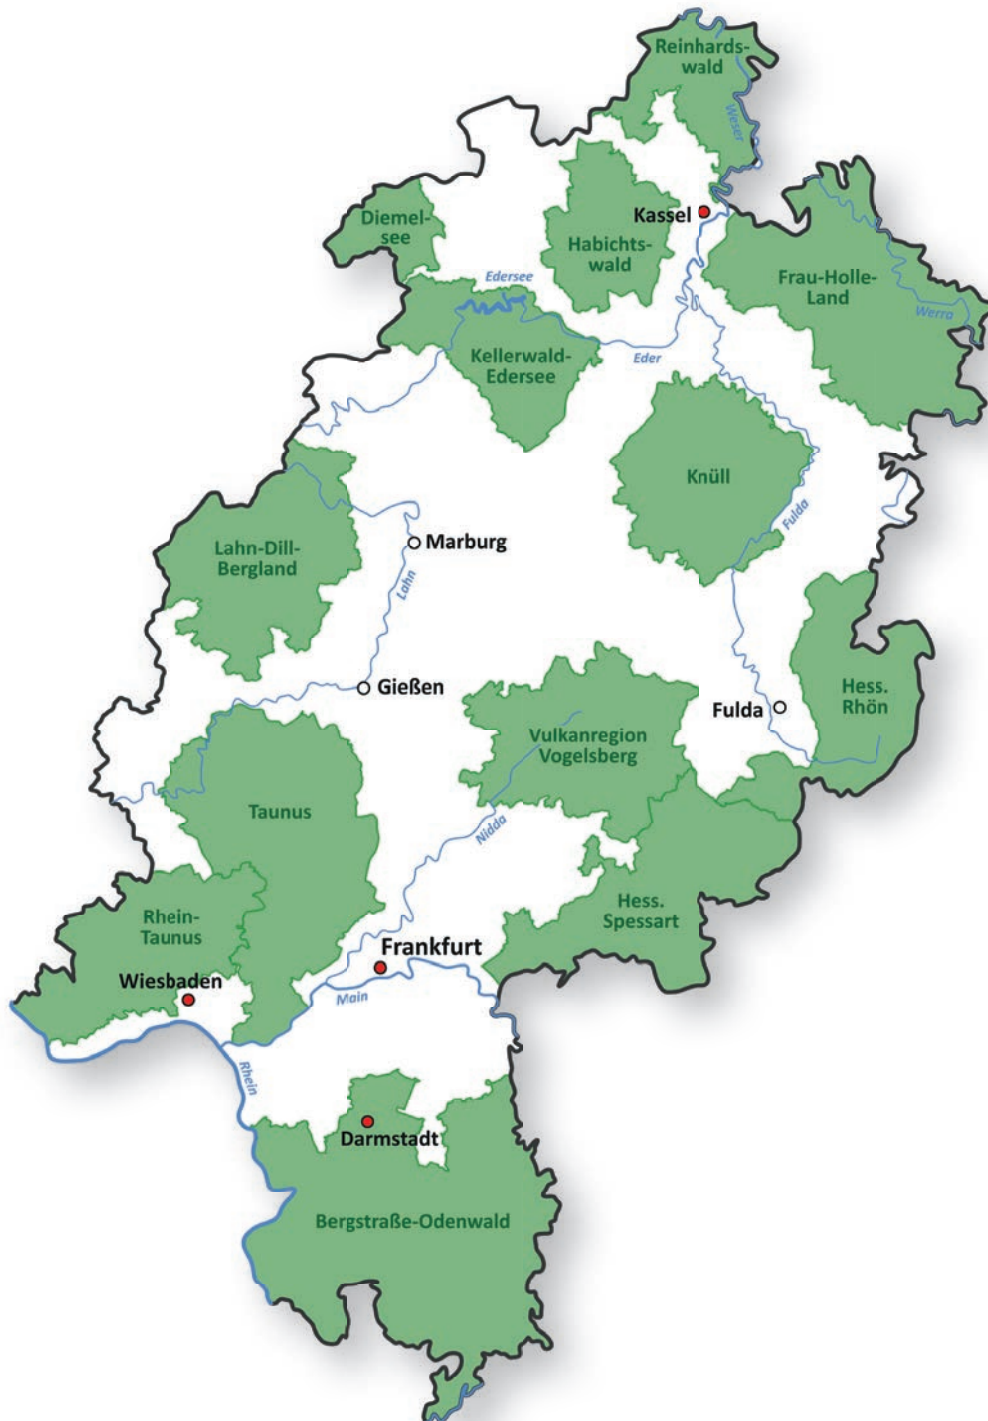 Reinhards-
wald
Weser
Diemel-
see
Kassel
Habichts-
wald
Edersee
Frau-Holle-
Land
Werra
Kellerwald-
Edersee
Eder
Knüll
Fulda
Lahn-Dill-
Bergland
Marburg
Lahn
Gießen
Hess.
Rhön
Fulda
Vulkanregion
Vogelsberg
Taunus
Nidda
Hess.
Spessart
Rhein-
Taunus
Frankfurt
Wiesbaden
Main
Rhein
Darmstadt
Bergstraße-Odenwald